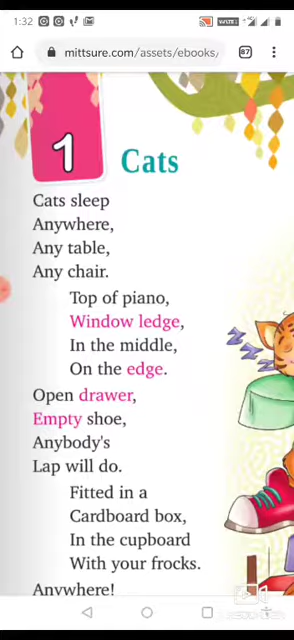 1:32
mittsure.com/assets/ebooks/
87
1
Cats
Cats sleep
Anywhere,
Any table,
Any chair.
Top of piano,
Window ledge,
In the middle,
On the edge.
Open drawer,
Empty shoe,
Anybody's
Lap will do.
Fitted in a
Cardboard box,
In the cupboard
With your frocks.
Anywhere!